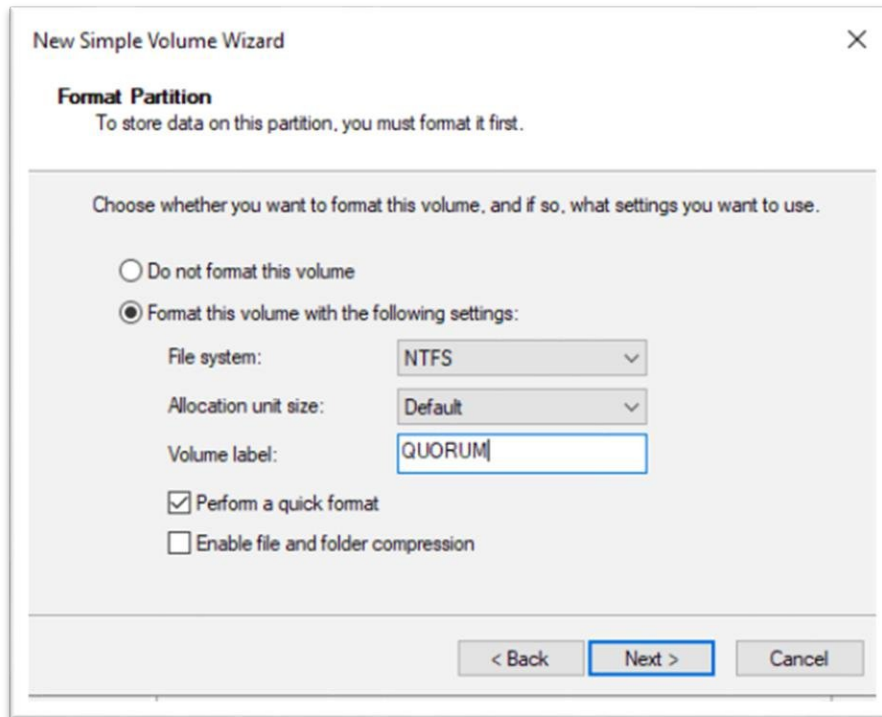 New Simple Volume Wizard
Format Partition
To store data on this partition, you must format it first.
Choose whether you want to format this volume, and if so, what settings you want to use.
Do not format this volume
Format this volume with the following settings:
File system: NTFS
Allocation unit size: Default
Volume label: QUORUM
Perform a quick format
Enable file and folder compression
< Back Next > Cancel